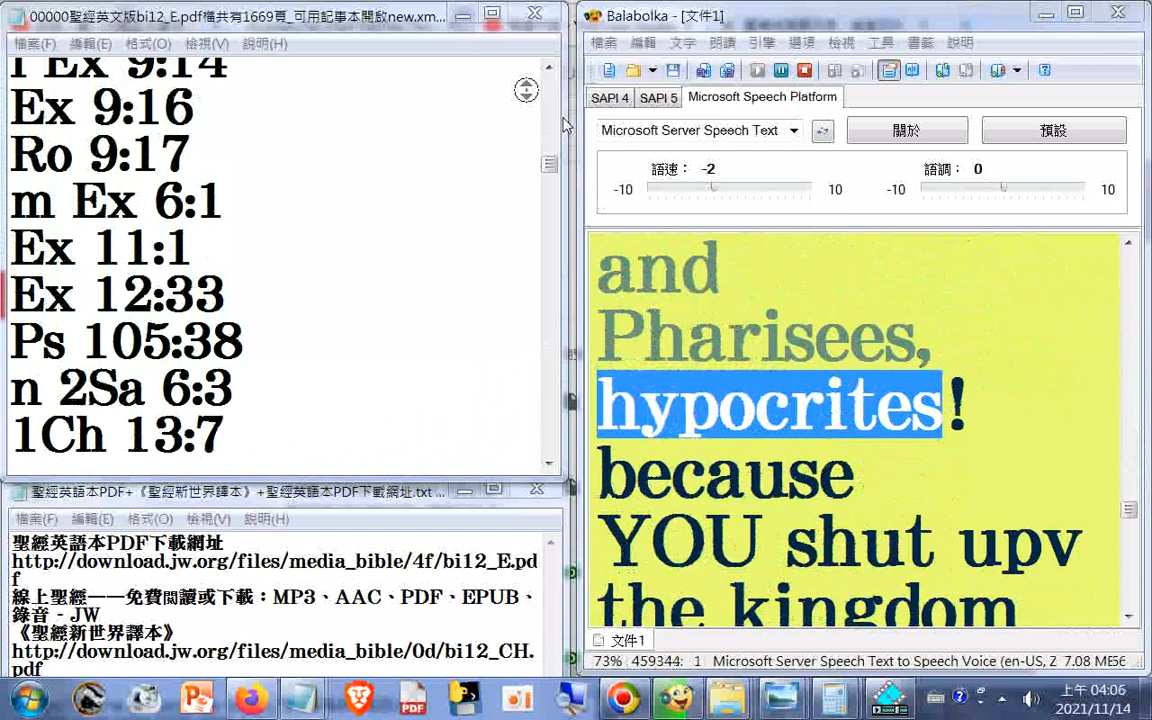 00000聖經英文版bi12_E.pdf檔共有1669頁_可用記事本開啟new.xm...
檔案(F) 編輯(E) 格式(O) 檢視(V) 說明(H)
l Ex 9:14
Ex 9:16
Ro 9:17
m Ex 6:1
Ex 11:1
Ex 12:33
Ps 105:38
n 2Sa 6:3
1Ch 13:7
聖經英語本PDF+《聖經新世界譯本》+聖經英語本PDF下載網址.txt ...
檔案(F) 編輯(E) 格式(O) 檢視(V) 說明(H)
聖經英語本PDF下載網址
http://download.jw.org/files/media_bible/4f/bi12_E.pd
f
線上聖經──免費閱讀或下載：MP3、AAC、PDF、EPUB、
錄音 - JW
《聖經新世界譯本》
http://download.jw.org/files/media_bible/0d/bi12_CH.
pdf
Balabolka - [文件1]
檔案 編輯 文字 朗讀 引擎 選項 檢視 工具 書籤 說明
SAPI 4 SAPI 5 Microsoft Speech Platform
Microsoft Server Speech Text 關於 預設
語速： -2 語調： 0
-10 10 -10 10
and
Pharisees,
hypocrites!
because
YOU shut upv
the kingdom
文件1
73% 459344: 1 Microsoft Server Speech Text to Speech Voice (en-US, Z 7.08 ME56
上午 04:06
2021/11/14